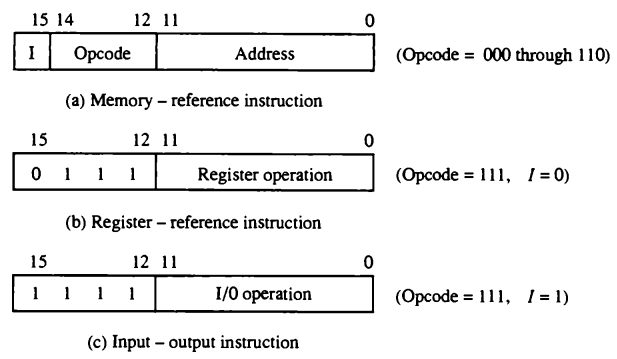 15 14 12 11 0
I Opcode Address (Opcode = 000 through 110)
(a) Memory – reference instruction
15 12 11 0
0 1 1 1 Register operation (Opcode = 111, I = 0)
(b) Register – reference instruction
15 12 11 0
1 1 1 1 I/0 operation (Opcode = 111, I = 1)
(c) Input – output instruction